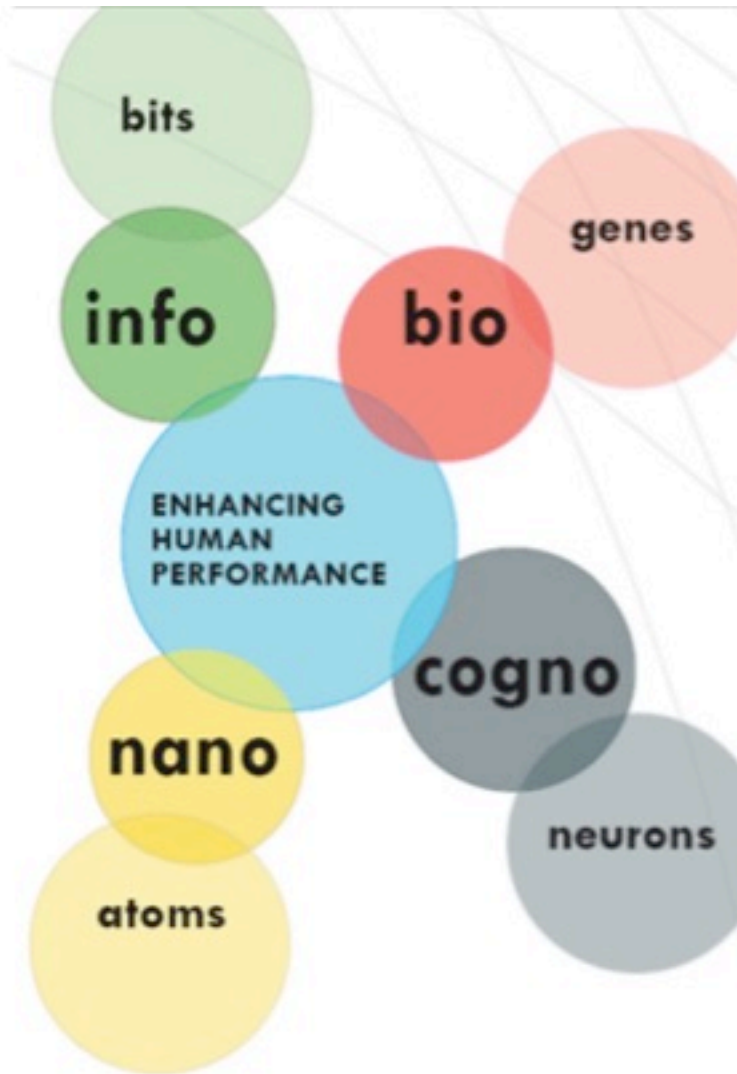 bits
genes
info
bio
ENHANCING
HUMAN
PERFORMANCE
cogno
nano
neurons
atoms